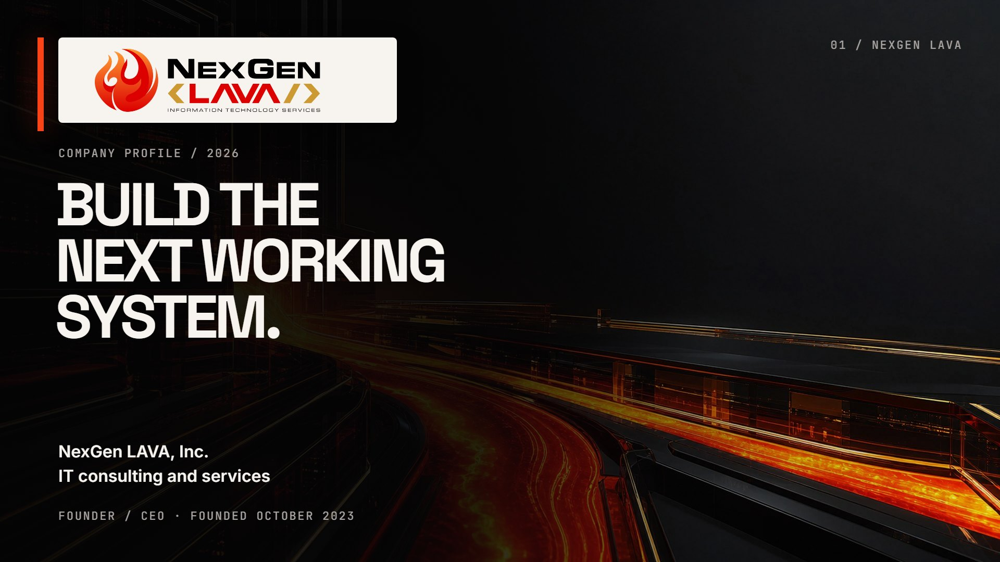 NEXGEN
<LAVA/>
INFORMATION TECHNOLOGY SERVICES
01 / NEXGEN LAVA
COMPANY PROFILE / 2026
BUILD THE
NEXT WORKING
SYSTEM.
NexGen LAVA, Inc.
IT consulting and services
FOUNDER / CEO · FOUNDED OCTOBER 2023